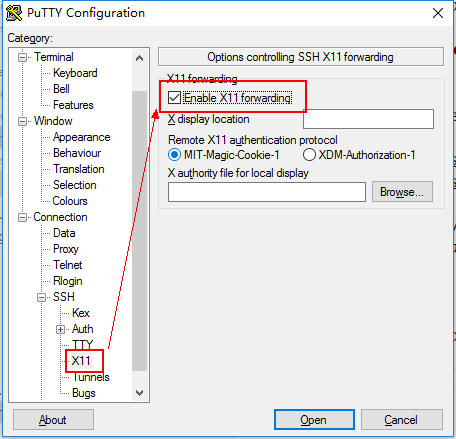 PuTTY Configuration
Category:
Terminal
Keyboard
Bell
Features
Window
Appearance
Behaviour
Translation
Selection
Colours
Connection
Data
Proxy
Telnet
Rlogin
SSH
Kex
Auth
TTY
X11
Tunnels
Bugs
Options controlling SSH X11 forwarding
X11 forwarding
Enable X11 forwarding
X display location
Remote X11 authentication protocol
MIT-Magic-Cookie-1 XDM-Authorization-1
X authority file for local display
Browse...
About Open Cancel